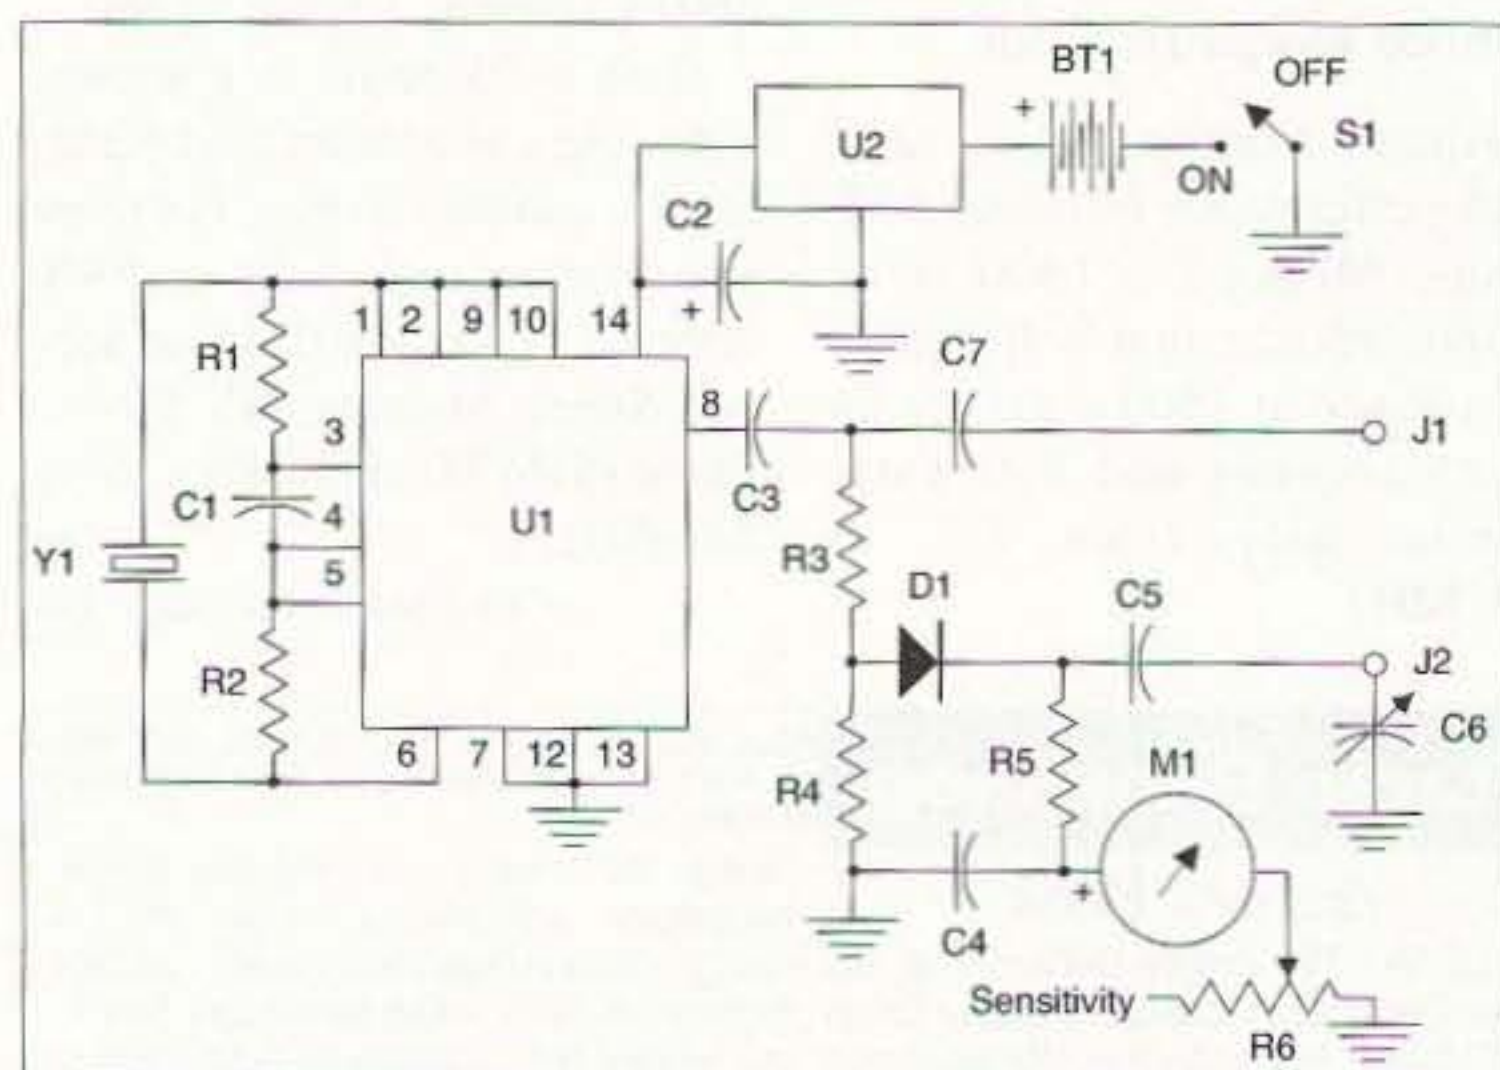 BT1
OFF
+
U2
S1
ON
C2
+
1 2 9 10 14
R1
C7
8
3
J1
C3
C1
4
U1
Y1
5
R3
D1
C5
R2
J2
C6
6 7 12 13
R5
M1
R4
+
C4
Sensitivity
R6